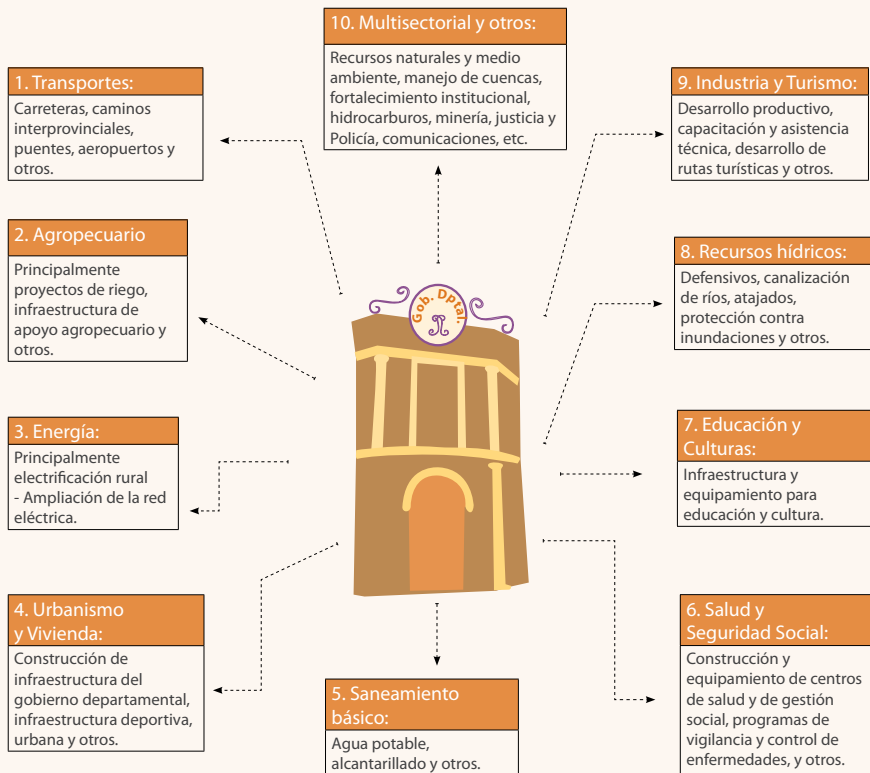 10. Multisectorial y otros:
Recursos naturales y medio
ambiente, manejo de cuencas,
fortalecimiento institucional,
hidrocarburos, minería, justicia y
Policía, comunicaciones, etc.
1. Transportes:
Carreteras, caminos
interprovinciales,
puentes, aeropuertos y
otros.
9. Industria y Turismo:
Desarrollo productivo,
capacitación y asistencia
técnica, desarrollo de
rutas turísticas y otros.
2. Agropecuario
Principalmente
proyectos de riego,
infraestructura de
apoyo agropecuario y
otros.
8. Recursos hídricos:
Defensivos, canalización
de ríos, atajados,
protección contra
inundaciones y otros.
Gob. Dptal.
3. Energía:
Principalmente
electrificación rural
- Ampliación de la red
eléctrica.
7. Educación y
Culturas:
Infraestructura y
equipamiento para
educación y cultura.
4. Urbanismo
y Vivienda:
Construcción de
infraestructura del
gobierno departamental,
infraestructura deportiva,
urbana y otros.
5. Saneamiento
básico:
Agua potable,
alcantarillado y otros.
6. Salud y
Seguridad Social:
Construcción y
equipamiento de centros
de salud y de gestión
social, programas de
vigilancia y control de
enfermedades, y otros.